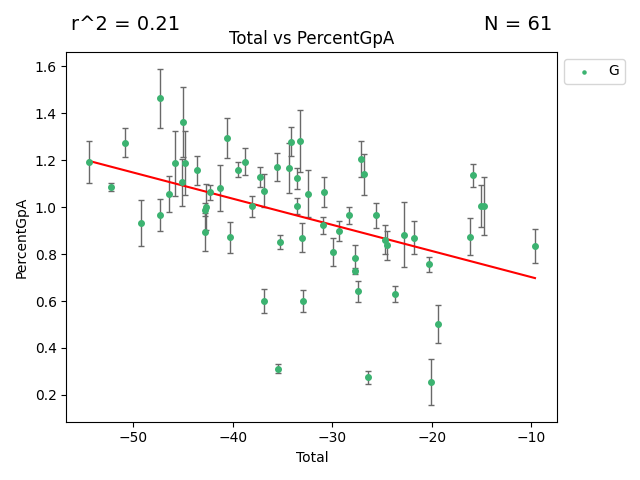 r^2 = 0.21
N = 61
Total vs PercentGpA
G
PercentGpA
1.6
1.4
1.2
1.0
0.8
0.6
0.4
0.2
−50 −40 −30 −20 −10
Total